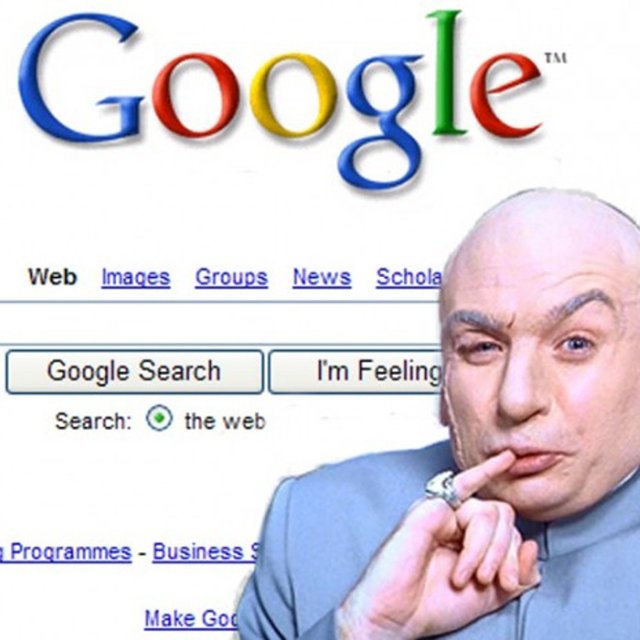 Google™
Web Images Groups News Schola
Google Search I'm Feeling
Search: the web
g Programmes - Business S
Make Goo